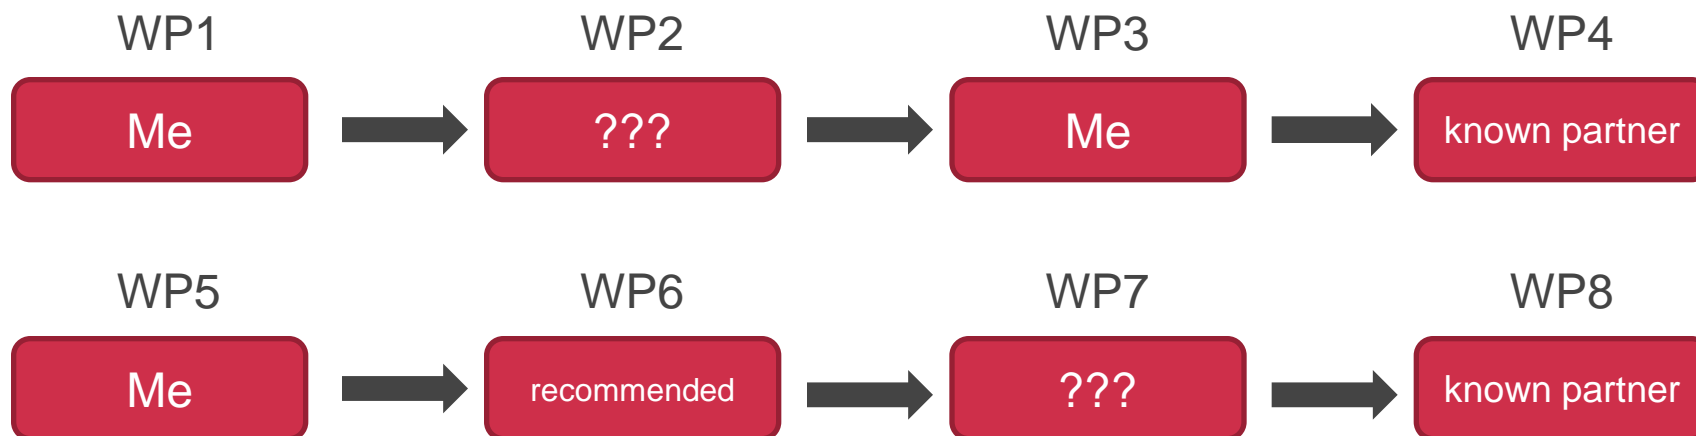 WP1 WP2 WP3 WP4
Me ??? Me known partner
WP5 WP6 WP7 WP8
Me recommended ??? known partner